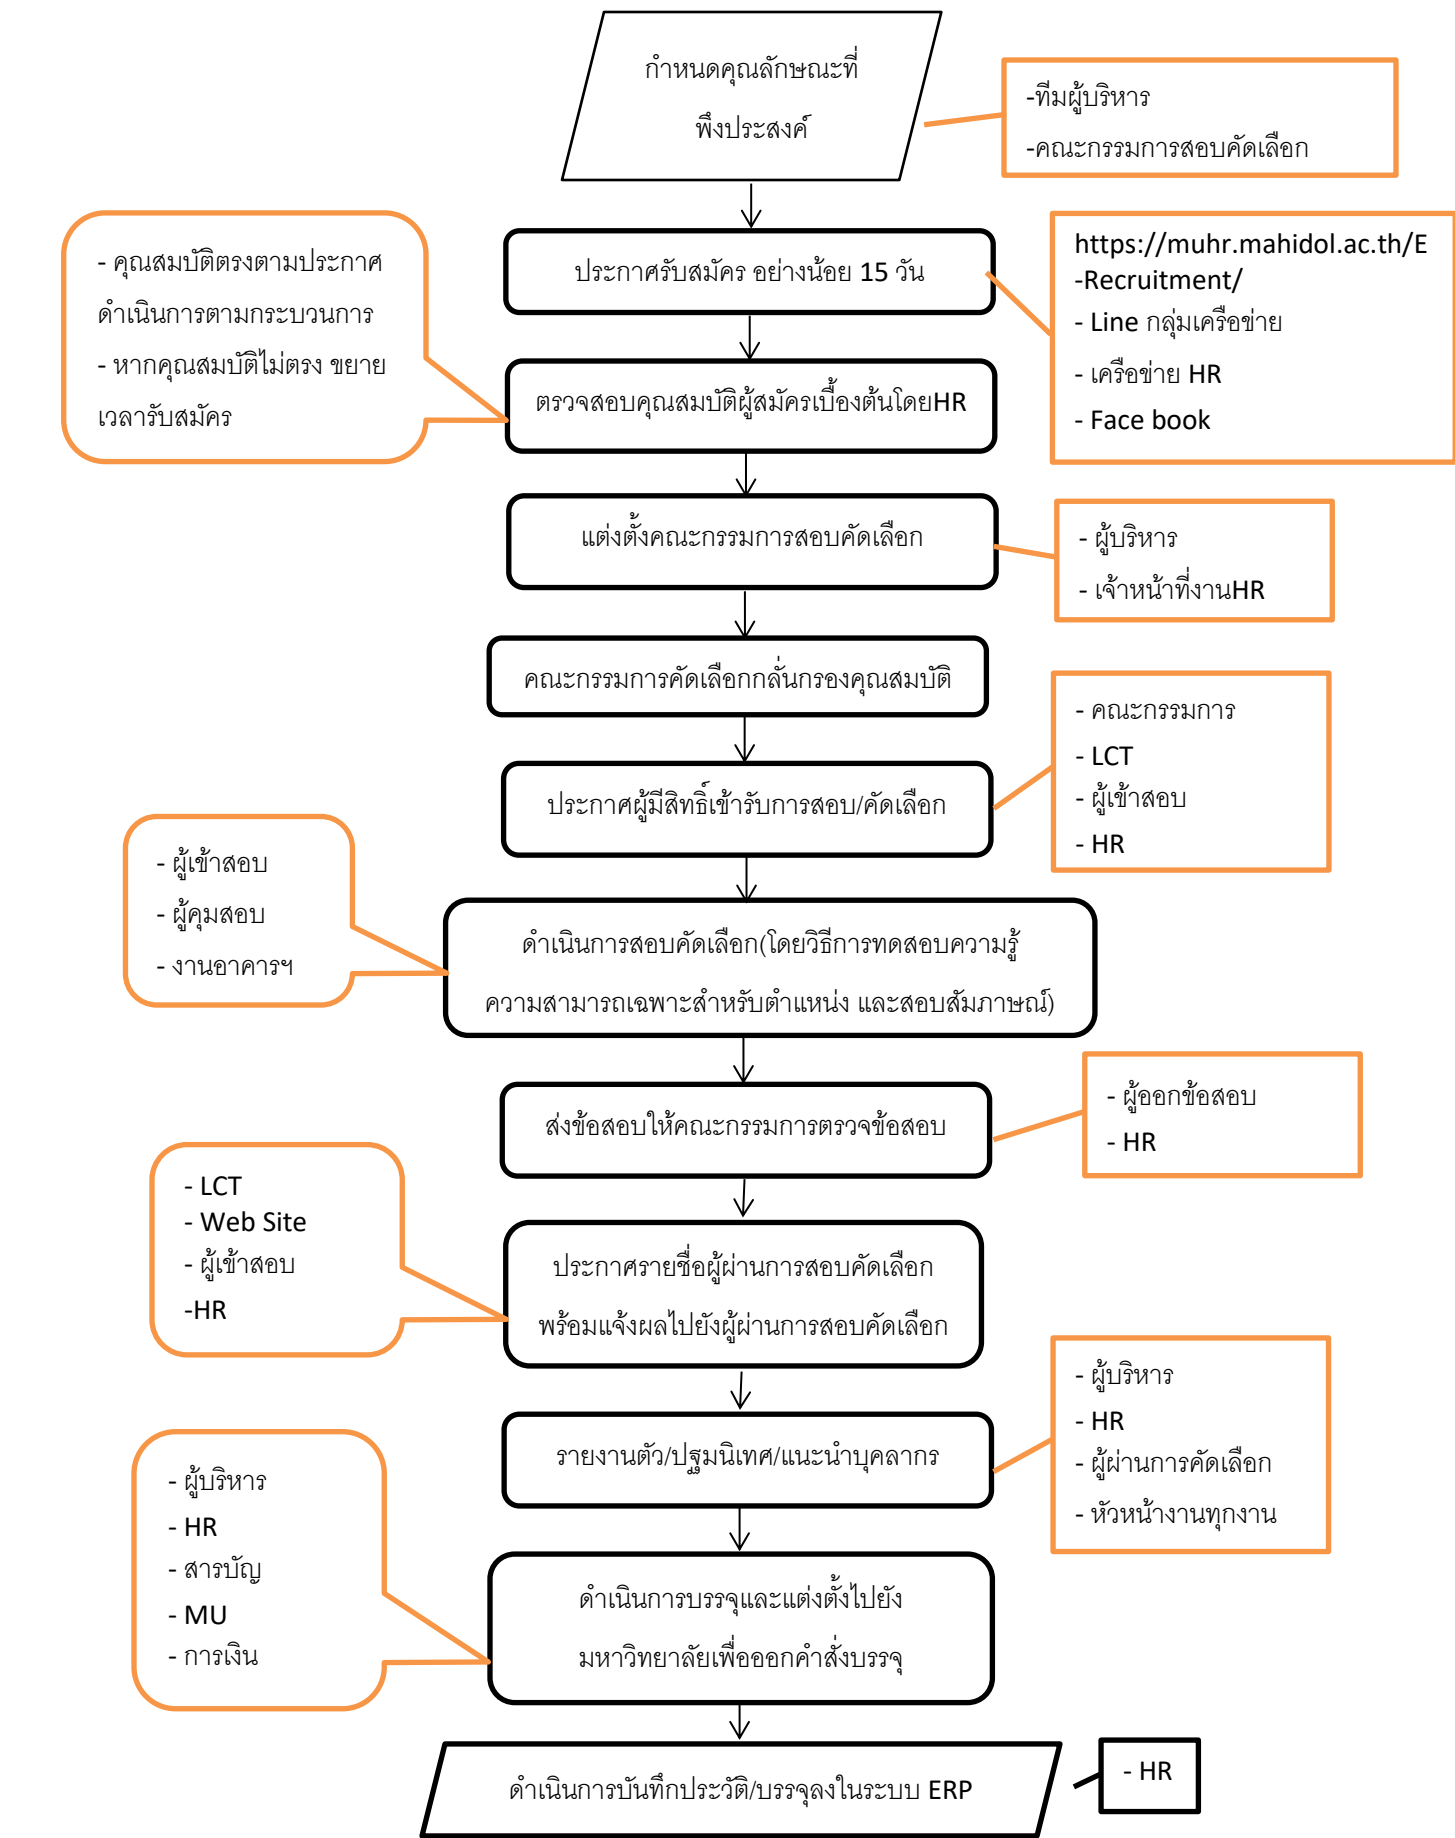 กำหนดคุณลักษณะที่
พึงประสงค์
-ทีมผู้บริหาร
-คณะกรรมการสอบคัดเลือก
ประกาศรับสมัคร อย่างน้อย 15 วัน
https://muhr.mahidol.ac.th/E
-Recruitment/
- Line กลุ่มเครือข่าย
- เครือข่าย HR
- Face book
- คุณสมบัติตรงตามประกาศ
ดำเนินการตามกระบวนการ
- หากคุณสมบัติไม่ตรง ขยาย
เวลารับสมัคร
ตรวจสอบคุณสมบัติผู้สมัครเบื้องต้นโดยHR
แต่งตั้งคณะกรรมการสอบคัดเลือก
- ผู้บริหาร
- เจ้าหน้าที่งานHR
คณะกรรมการคัดเลือกกลั่นกรองคุณสมบัติ
ประกาศผู้มีสิทธิ์เข้ารับการสอบ/คัดเลือก
- คณะกรรมการ
- LCT
- ผู้เข้าสอบ
- HR
- ผู้เข้าสอบ
- ผู้คุมสอบ
- งานอาคารฯ
ดำเนินการสอบคัดเลือก(โดยวิธีการทดสอบความรู้
ความสามารถเฉพาะสำหรับตำแหน่ง และสอบสัมภาษณ์)
ส่งข้อสอบให้คณะกรรมการตรวจข้อสอบ
- ผู้ออกข้อสอบ
- HR
- LCT
- Web Site
- ผู้เข้าสอบ
-HR
ประกาศรายชื่อผู้ผ่านการสอบคัดเลือก
พร้อมแจ้งผลไปยังผู้ผ่านการสอบคัดเลือก
รายงานตัว/ปฐมนิเทศ/แนะนำบุคลากร
- ผู้บริหาร
- HR
- ผู้ผ่านการคัดเลือก
- หัวหน้างานทุกงาน
- ผู้บริหาร
- HR
- สารบัญ
- MU
- การเงิน
ดำเนินการบรรจุและแต่งตั้งไปยัง
มหาวิทยาลัยเพื่อออกคำสั่งบรรจุ
ดำเนินการบันทึกประวัติ/บรรจุลงในระบบ ERP
- HR